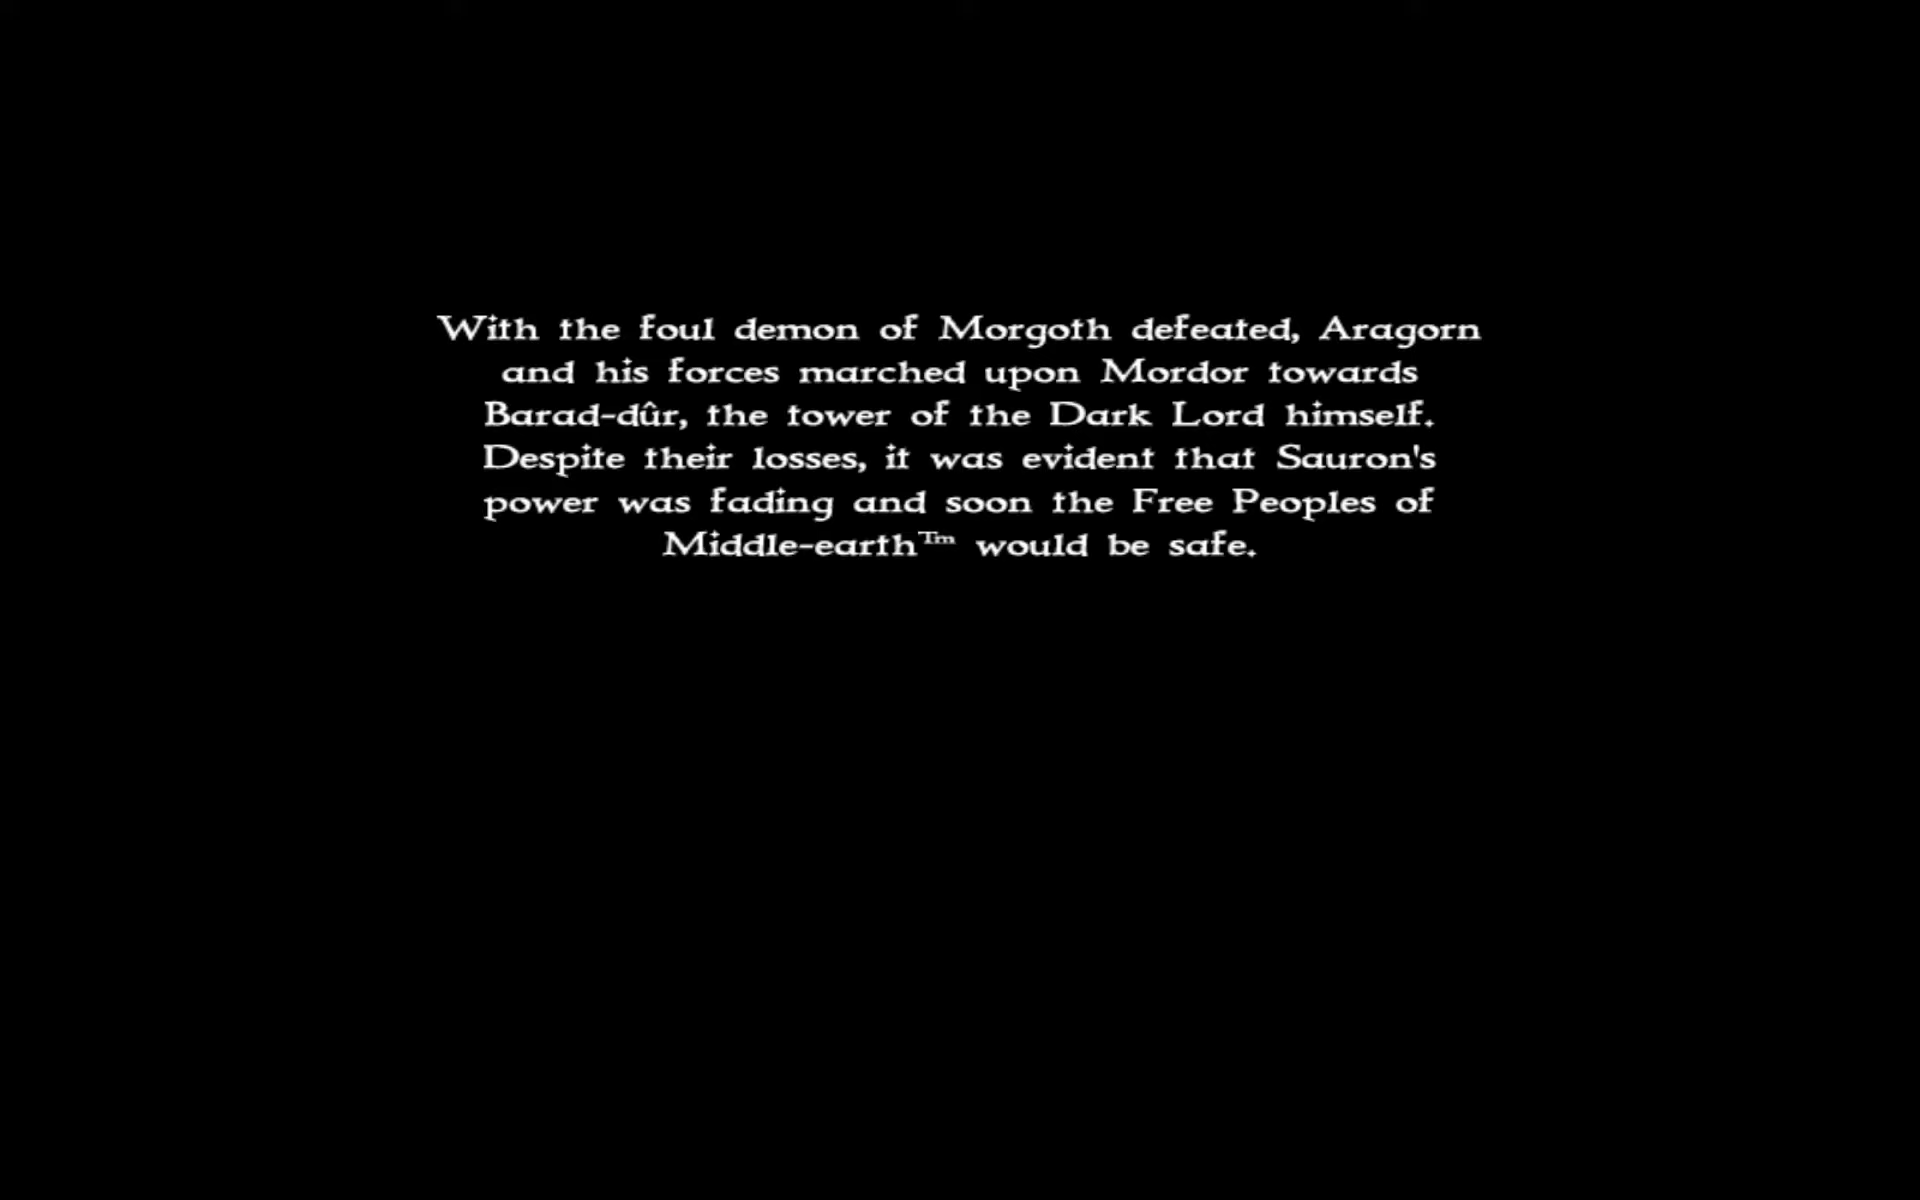 With the foul demon of Morgoth defeated, Aragorn
and his forces marched upon Mordor towards
Barad-dûr, the tower of the Dark Lord himself.
Despite their losses, it was evident that Sauron's
power was fading and soon the Free Peoples of
Middle-earth™ would be safe.